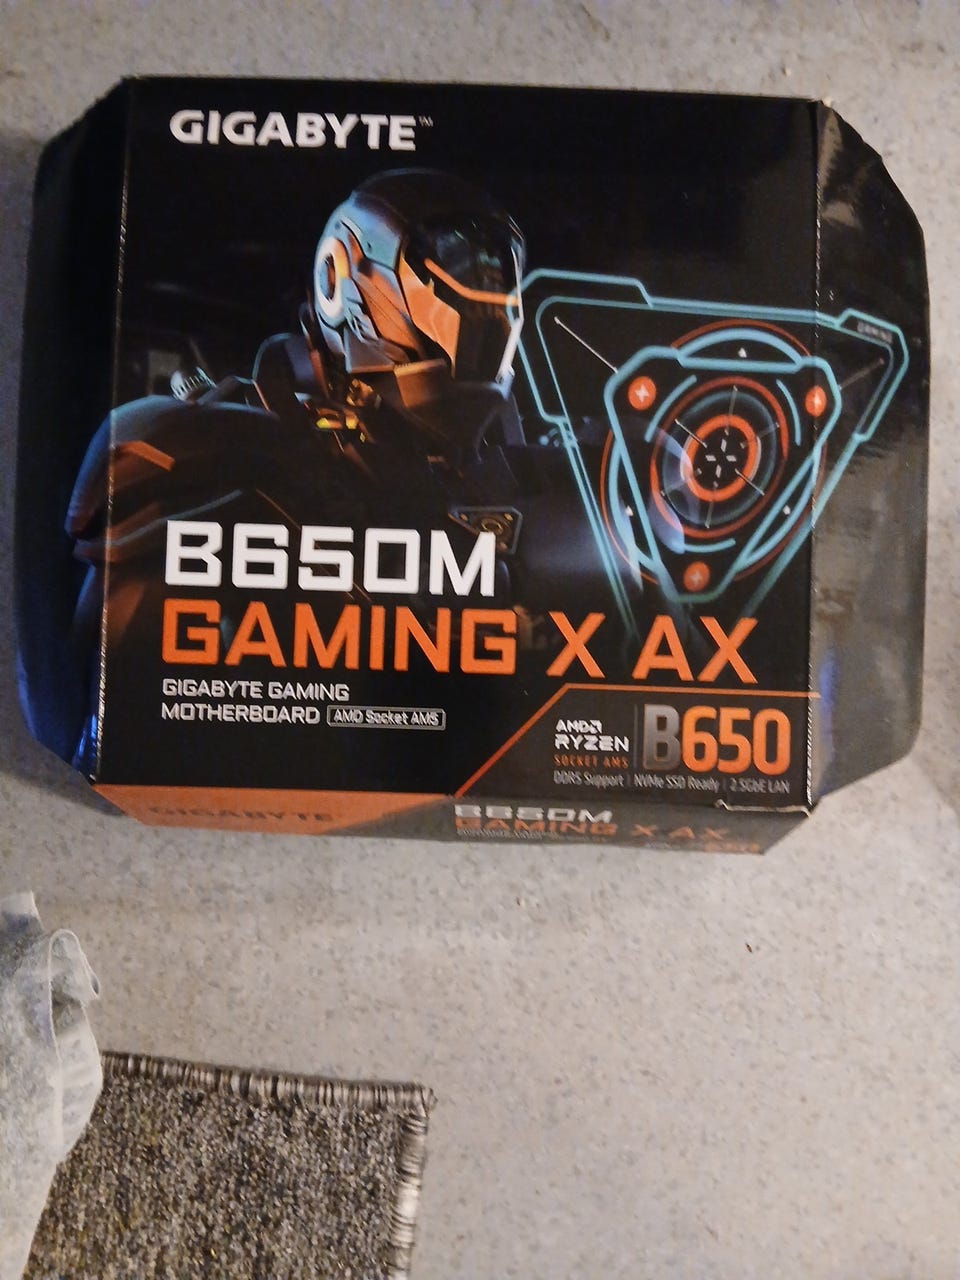 GIGABYTE™
GAMING
B650M
GAMING X AX
GIGABYTE GAMING
MOTHERBOARD AMD Socket AM5
AMD
RYZEN
SOCKET AM5
B650
DDR5 Support | NVMe SSD Ready | 2.5GbE LAN
GIGABYTE
B650M
GAMING X AX